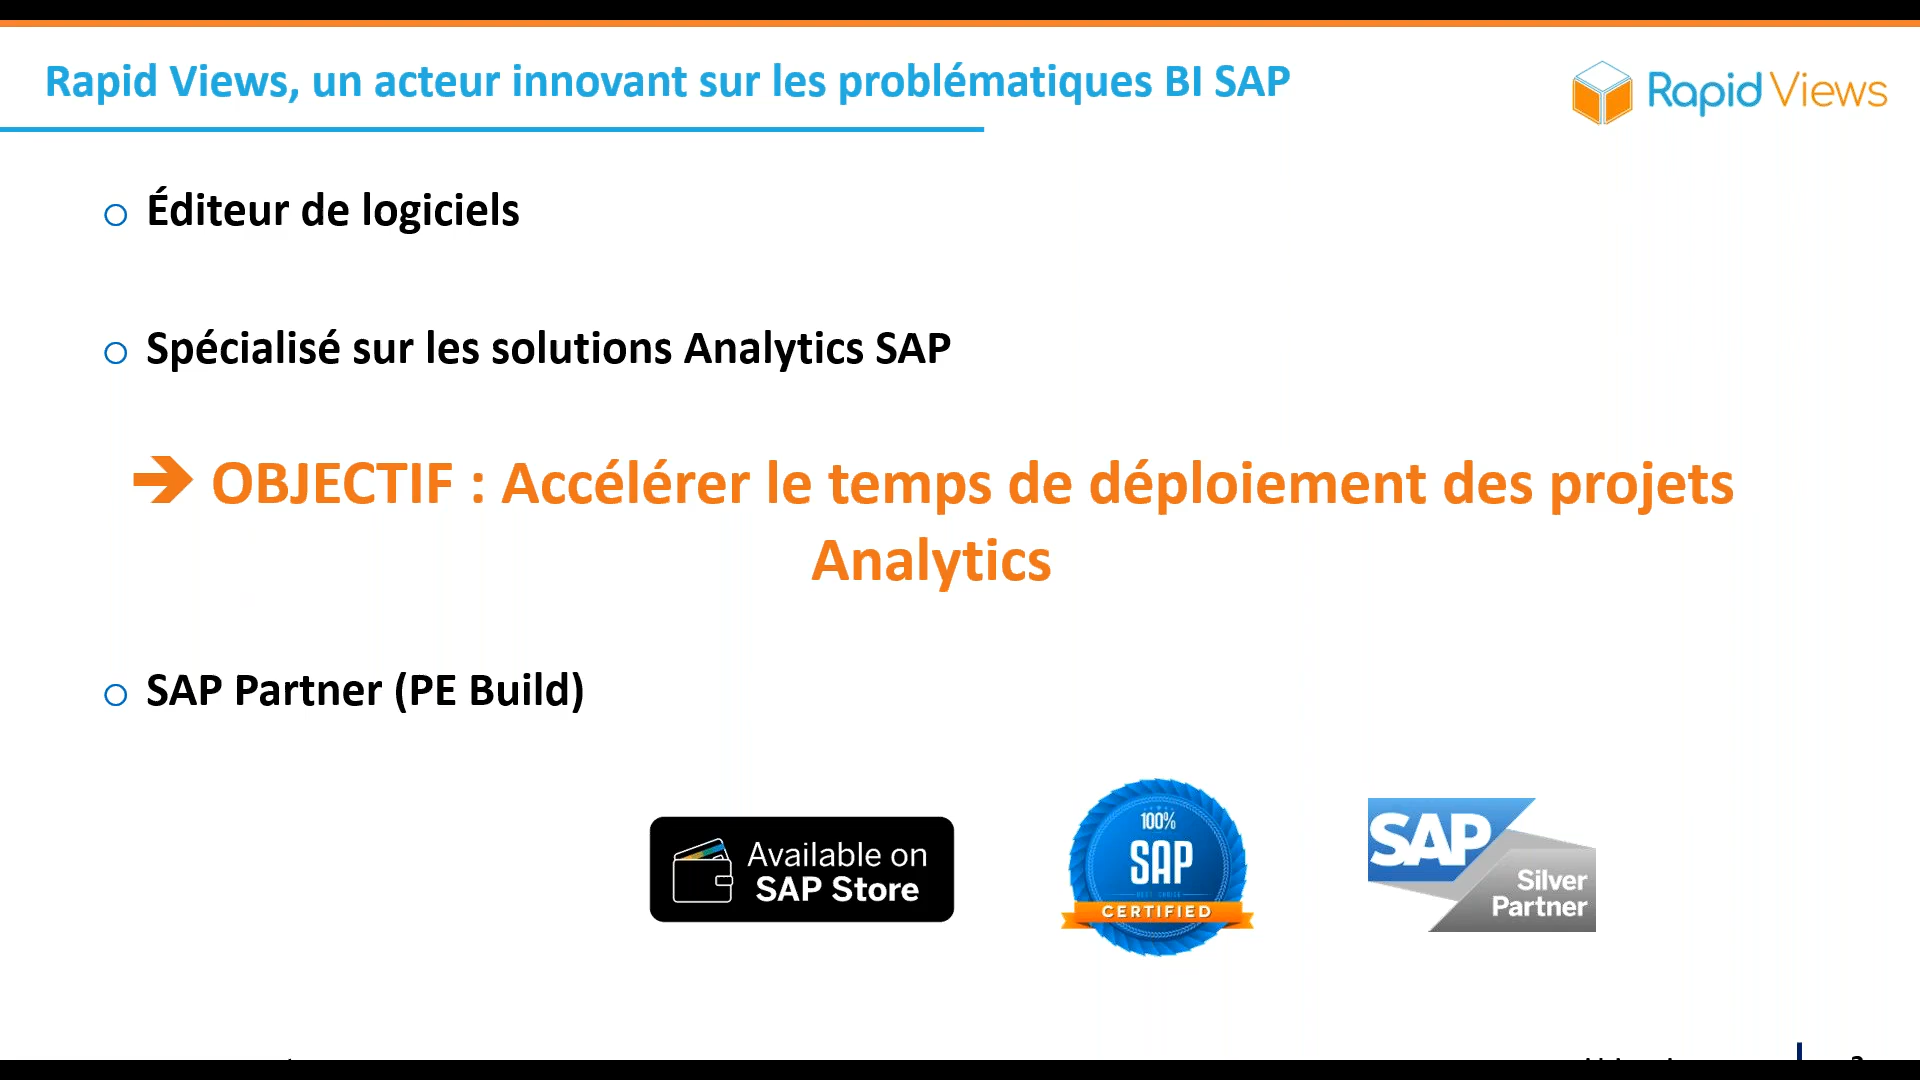 Rapid Views, un acteur innovant sur les problématiques BI SAP
Rapid Views
Éditeur de logiciels
Spécialisé sur les solutions Analytics SAP
OBJECTIF : Accélérer le temps de déploiement des projets
Analytics
SAP Partner (PE Build)
Available on
SAP Store
100%
SAP
BEST CHOICE
CERTIFIED
SAP
Silver
Partner